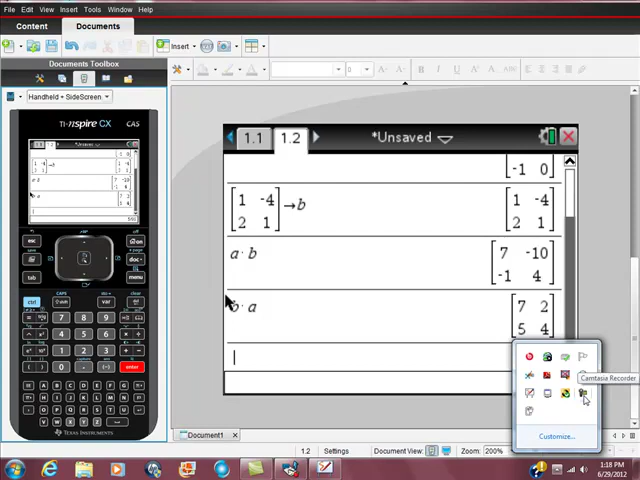 File Edit View Insert Tools Window Help
Content Documents
Insert
Documents Toolbox
Handheld + SideScreen
TI-nspire CX CAS
1.1 1.2 *Unsaved
-1 0
1 -4
2 1
→b
1 -4
2 1
a·b
7 -10
-1 4
b·a
7 2
5 4
esc
on
doc
tab
menu
ctrl
var
del
enter
TEXAS INSTRUMENTS
Camtasia Recorder
Customize...
Document1
1.2 Settings Document View: Zoom: 200%
1:18 PM
6/29/2012